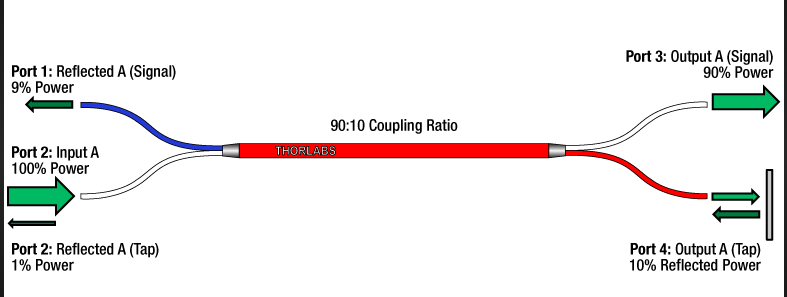 Port 1: Reflected A (Signal)
9% Power
Port 2: Input A
100% Power
Port 2: Reflected A (Tap)
1% Power
90:10 Coupling Ratio
THORLABS
Port 3: Output A (Signal)
90% Power
Port 4: Output A (Tap)
10% Reflected Power